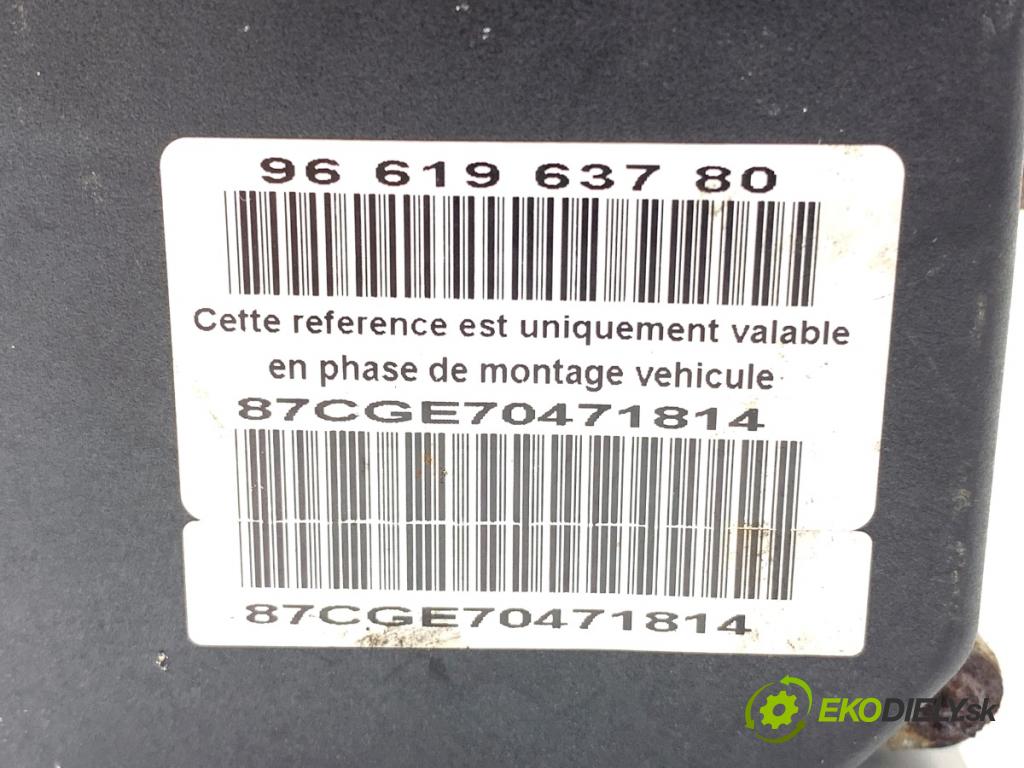 96 619 637 80
Cette reference est uniquement valable
en phase de montage vehicule
87CGE70471814
87CGE70471814
EKODIELY.sk